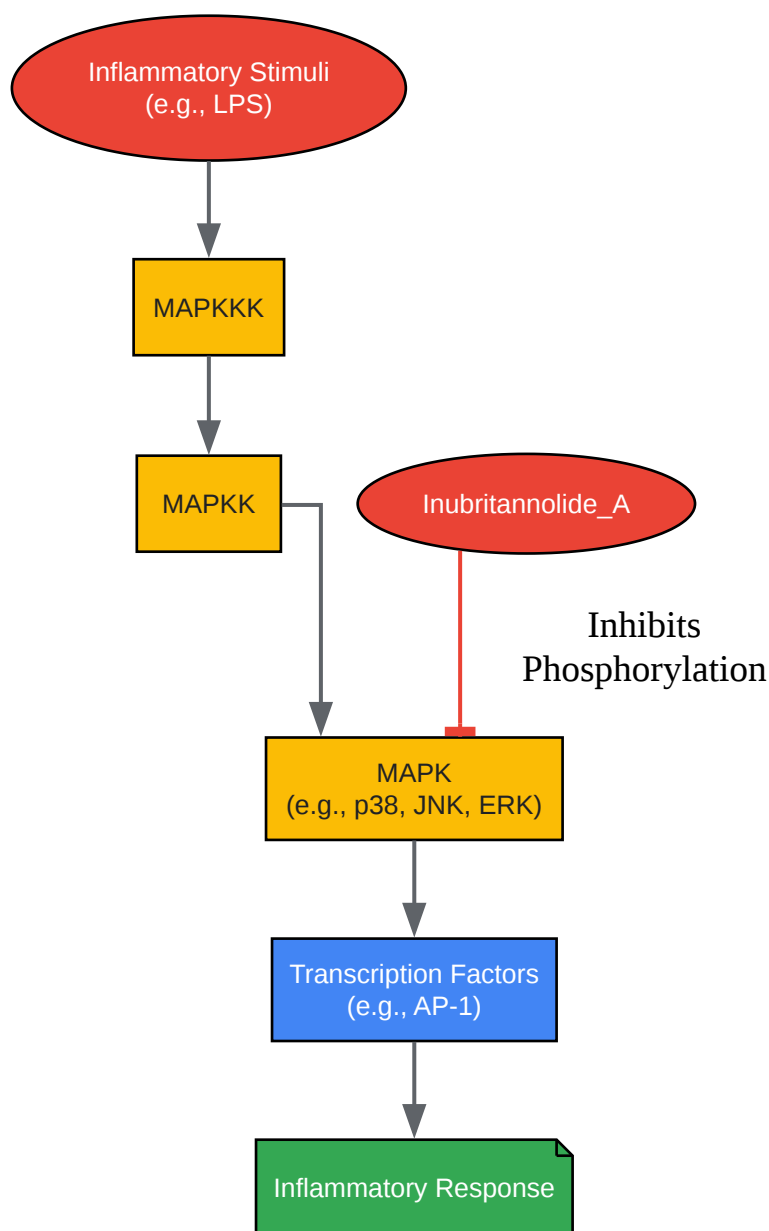 Inflammatory Stimuli
(e.g., LPS)
MAPKKK
MAPKK
Inubritannolide_A
Inhibits
Phosphorylation
MAPK
(e.g., p38, JNK, ERK)
Transcription Factors
(e.g., AP-1)
Inflammatory Response